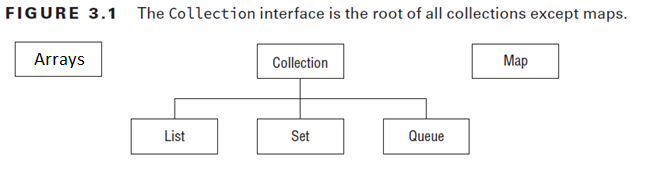 FIGURE 3.1 The Collection interface is the root of all collections except maps.
Arrays
Collection
Map
List
Set
Queue